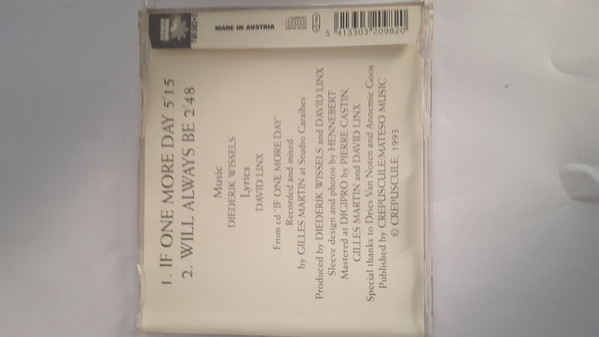 1. IF ONE MORE DAY 5'15
2. WILL ALWAYS BE 2'48
Music
DIEDERIK WISSELS
Lyrics
DAVID LINX
From cd "IF ONE MORE DAY"
Recorded and mixed
by GILLES MARTIN at Studio Caraïbes
Produced by DIEDERIK WISSELS and DAVID LINX
Sleeve design and photos by HENNEBERT
Mastered at DIGIPRO by PIERRE CASTIN,
GILLES MARTIN and DAVID LINX
Special thanks to Dries Van Noten and Annemie Goos
Published by CREPUSCULE/MATESO MUSIC
© CREPUSCULE, 1993
MADE IN AUSTRIA
5 413303 209820